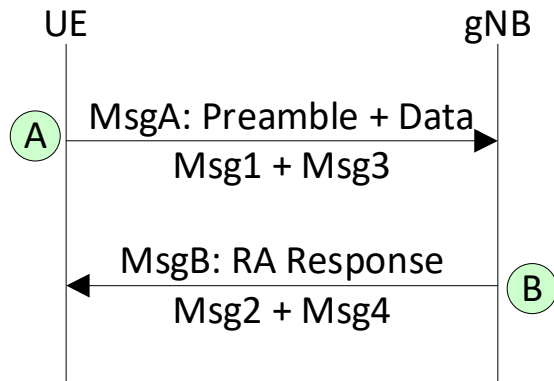 UE
gNB
A
MsgA: Preamble + Data
Msg1 + Msg3
MsgB: RA Response
B
Msg2 + Msg4